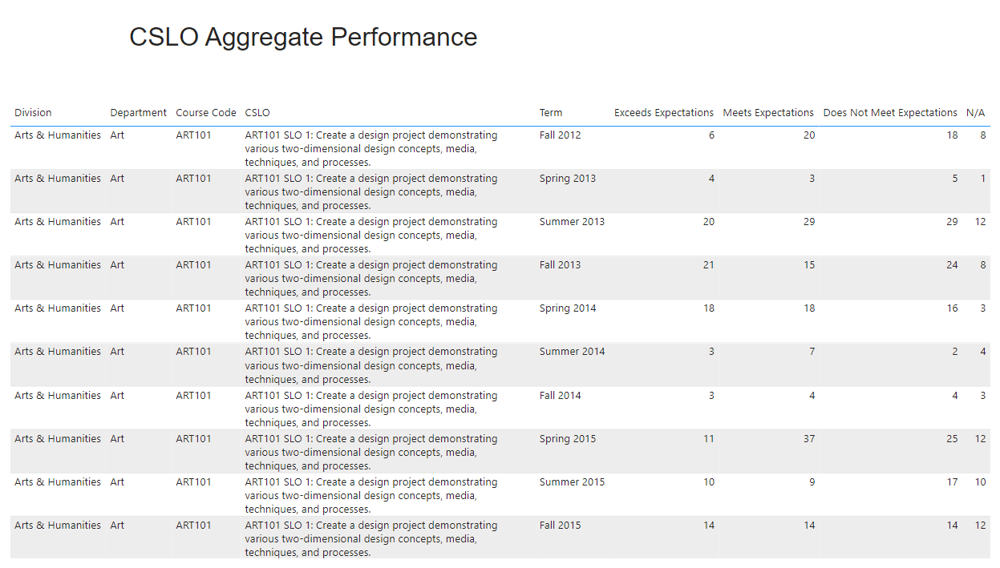 CSLO Aggregate Performance
Division Department Course Code CSLO Term Exceeds Expectations Meets Expectations Does Not Meet Expectations N/A
Arts & Humanities Art ART101 ART101 SLO 1: Create a design project demonstrating Fall 2012 6 20 18 8
various two-dimensional design concepts, media,
techniques, and processes.
Arts & Humanities Art ART101 ART101 SLO 1: Create a design project demonstrating Spring 2013 4 3 5 1
various two-dimensional design concepts, media,
techniques, and processes.
Arts & Humanities Art ART101 ART101 SLO 1: Create a design project demonstrating Summer 2013 20 29 29 12
various two-dimensional design concepts, media,
techniques, and processes.
Arts & Humanities Art ART101 ART101 SLO 1: Create a design project demonstrating Fall 2013 21 15 24 8
various two-dimensional design concepts, media,
techniques, and processes.
Arts & Humanities Art ART101 ART101 SLO 1: Create a design project demonstrating Spring 2014 18 18 16 3
various two-dimensional design concepts, media,
techniques, and processes.
Arts & Humanities Art ART101 ART101 SLO 1: Create a design project demonstrating Summer 2014 3 7 2 4
various two-dimensional design concepts, media,
techniques, and processes.
Arts & Humanities Art ART101 ART101 SLO 1: Create a design project demonstrating Fall 2014 3 4 4 3
various two-dimensional design concepts, media,
techniques, and processes.
Arts & Humanities Art ART101 ART101 SLO 1: Create a design project demonstrating Spring 2015 11 37 25 12
various two-dimensional design concepts, media,
techniques, and processes.
Arts & Humanities Art ART101 ART101 SLO 1: Create a design project demonstrating Summer 2015 10 9 17 10
various two-dimensional design concepts, media,
techniques, and processes.
Arts & Humanities Art ART101 ART101 SLO 1: Create a design project demonstrating Fall 2015 14 14 14 12
various two-dimensional design concepts, media,
techniques, and processes.